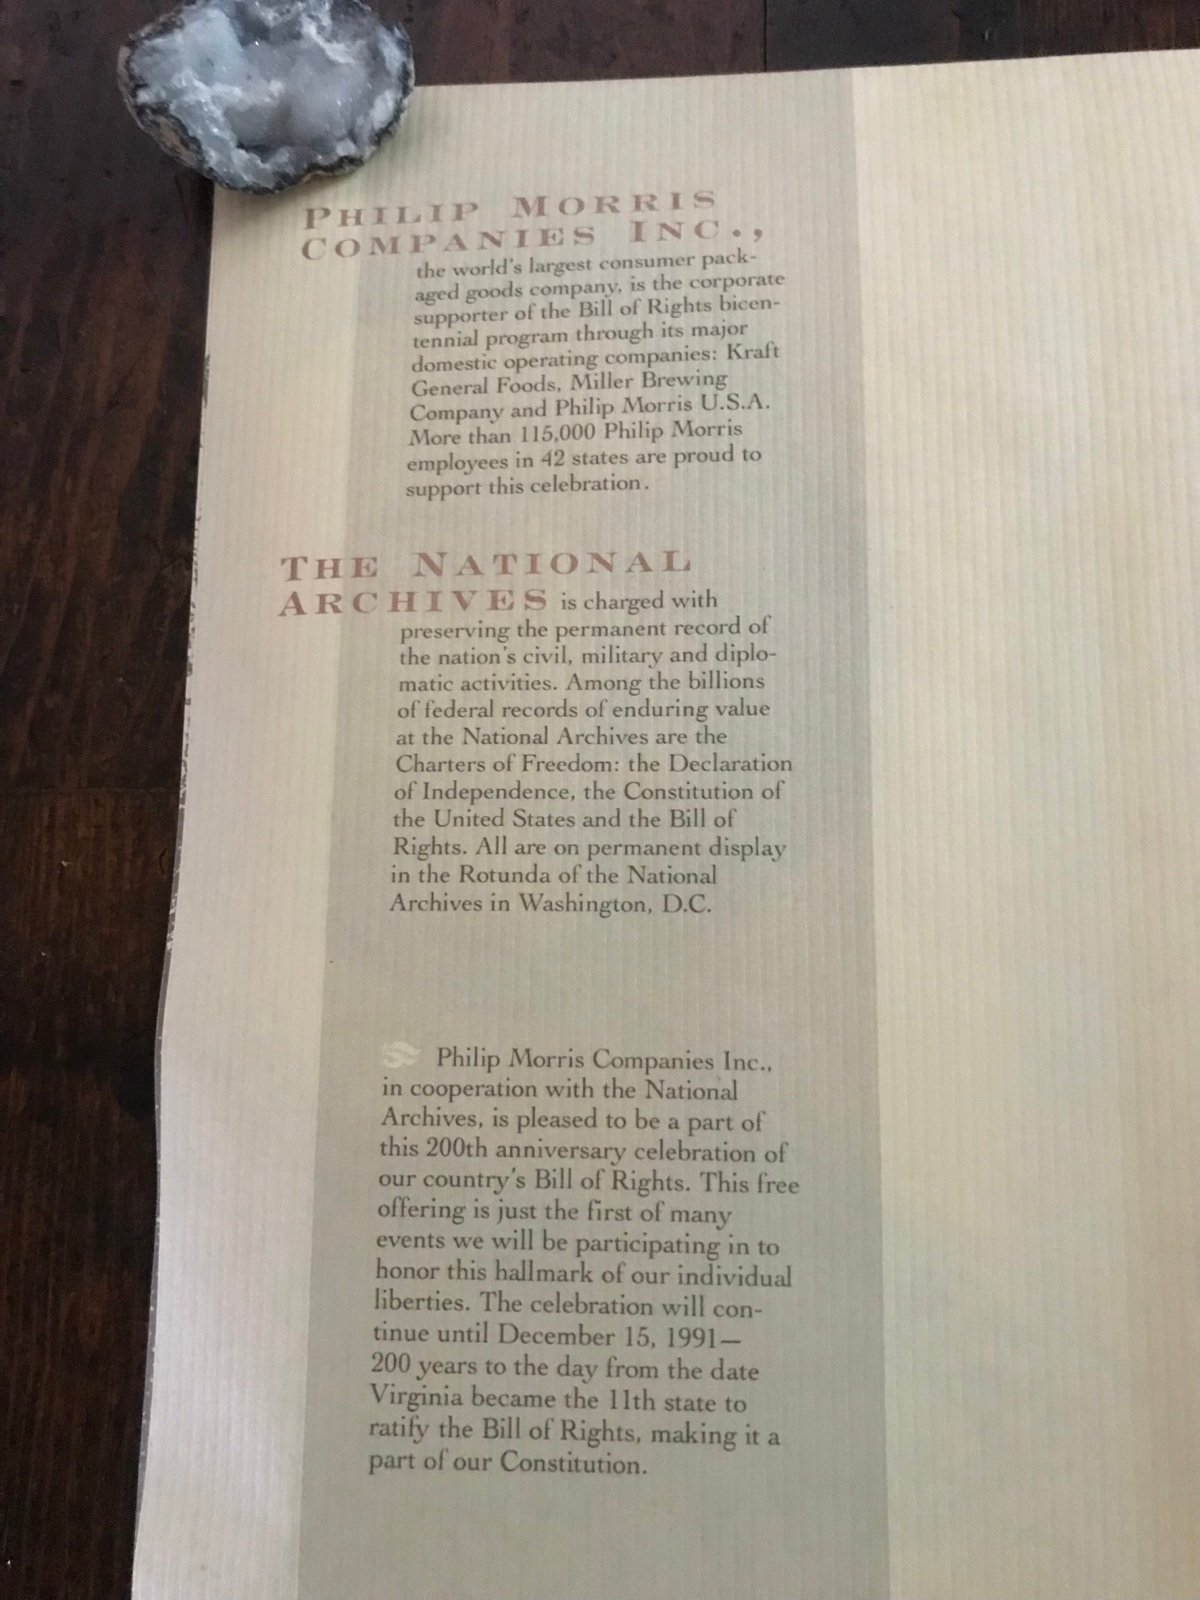 PHILIP MORRIS
COMPANIES INC.,
the world's largest consumer pack-
aged goods company, is the corporate
supporter of the Bill of Rights bicen-
tennial program through its major
domestic operating companies: Kraft
General Foods, Miller Brewing
Company and Philip Morris U.S.A.
More than 115,000 Philip Morris
employees in 42 states are proud to
support this celebration.
THE NATIONAL
ARCHIVES is charged with
preserving the permanent record of
the nation's civil, military and diplo-
matic activities. Among the billions
of federal records of enduring value
at the National Archives are the
Charters of Freedom: the Declaration
of Independence, the Constitution of
the United States and the Bill of
Rights. All are on permanent display
in the Rotunda of the National
Archives in Washington, D.C.
Philip Morris Companies Inc.,
in cooperation with the National
Archives, is pleased to be a part of
this 200th anniversary celebration of
our country's Bill of Rights. This free
offering is just the first of many
events we will be participating in to
honor this hallmark of our individual
liberties. The celebration will con-
tinue until December 15, 1991—
200 years to the day from the date
Virginia became the 11th state to
ratify the Bill of Rights, making it a
part of our Constitution.